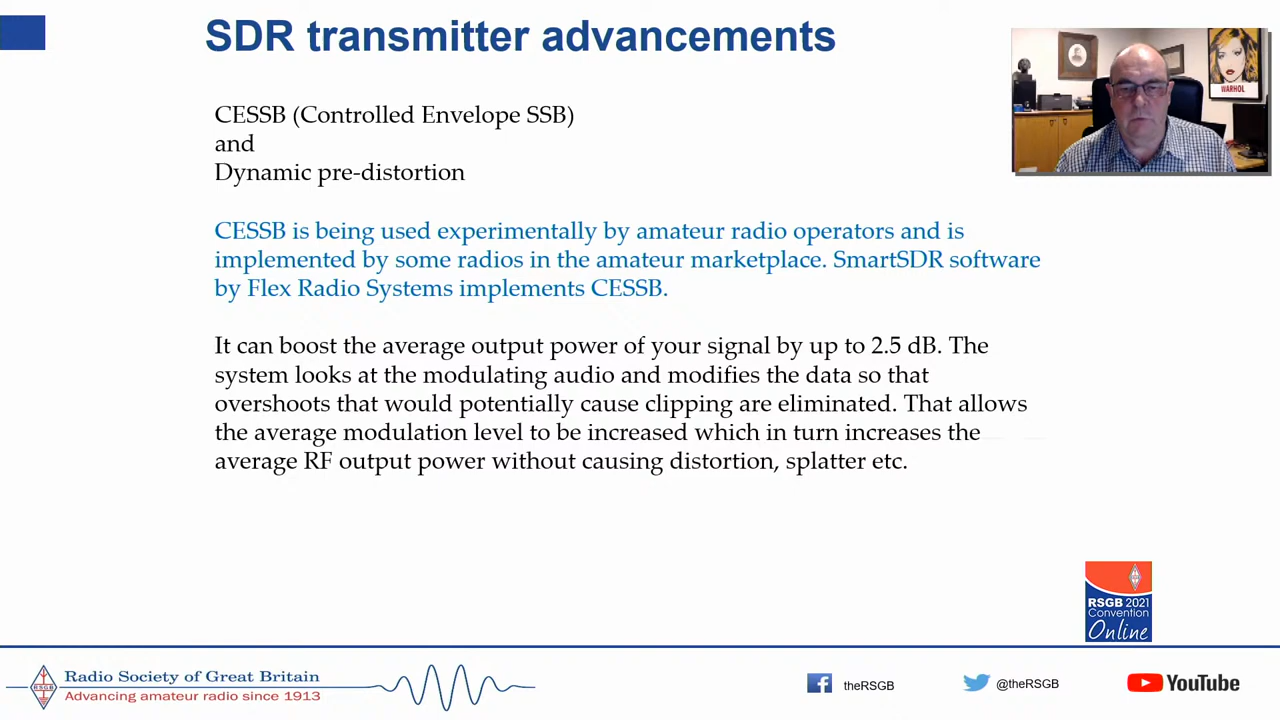 SDR transmitter advancements
WARHOL
CESSB (Controlled Envelope SSB)
and
Dynamic pre-distortion
CESSB is being used experimentally by amateur radio operators and is
implemented by some radios in the amateur marketplace. SmartSDR software
by Flex Radio Systems implements CESSB.
It can boost the average output power of your signal by up to 2.5 dB. The
system looks at the modulating audio and modifies the data so that
overshoots that would potentially cause clipping are eliminated. That allows
the average modulation level to be increased which in turn increases the
average RF output power without causing distortion, splatter etc.
RSGB 2021
Convention
Online
RSGB
Radio Society of Great Britain
Advancing amateur radio since 1913
theRSGB
@theRSGB
YouTube